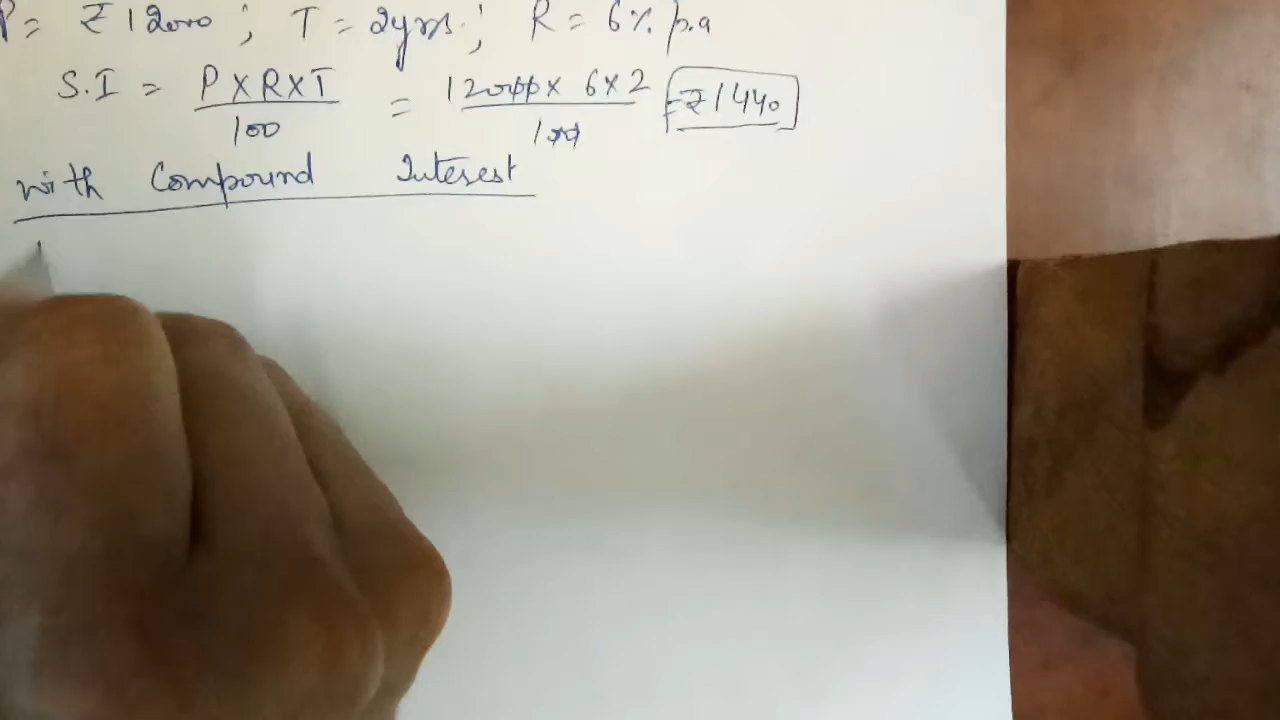 P = ₹ 12000 ; T = 2yrs. ; R = 6% p.a
S.I = P X R X T / 100 = 12000 x 6 x 2 / 100 = ₹1440
with Compound Interest